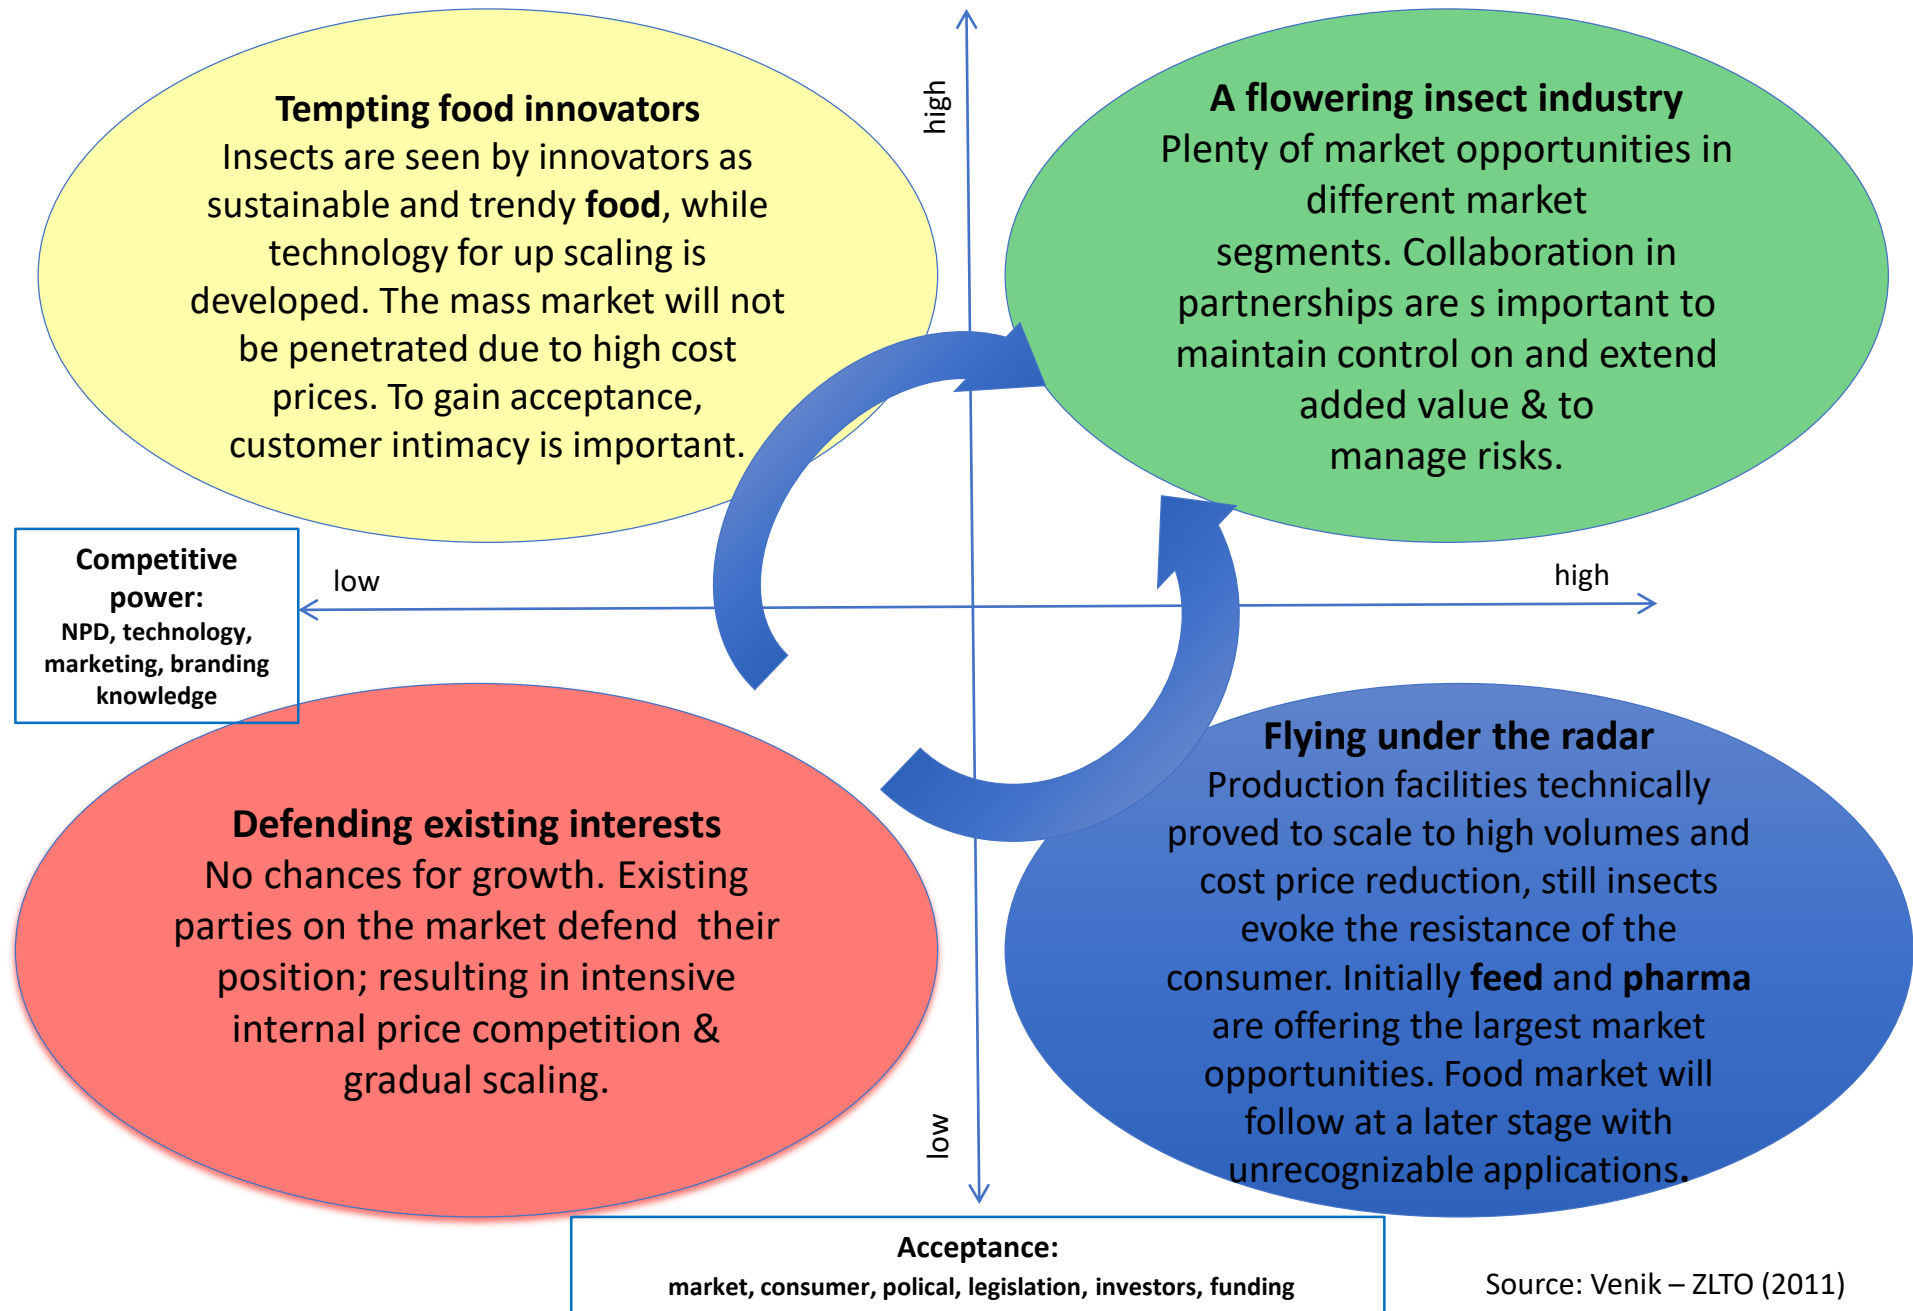 Tempting food innovators
Insects are seen by innovators as
sustainable and trendy food, while
technology for up scaling is
developed. The mass market will not
be penetrated due to high cost
prices. To gain acceptance,
customer intimacy is important.
high
A flowering insect industry
Plenty of market opportunities in
different market
segments. Collaboration in
partnerships are s important to
maintain control on and extend
added value & to
manage risks.
Competitive
power:
NPD, technology,
marketing, branding
knowledge
low
high
Defending existing interests
No chances for growth. Existing
parties on the market defend  their
position; resulting in intensive
internal price competition &
gradual scaling.
low
Flying under the radar
Production facilities technically
proved to scale to high volumes and
cost price reduction, still insects
evoke the resistance of the
consumer. Initially feed and pharma
are offering the largest market
opportunities. Food market will
follow at a later stage with
unrecognizable applications.
Acceptance:
market, consumer, polical, legislation, investors, funding
Source: Venik – ZLTO (2011)